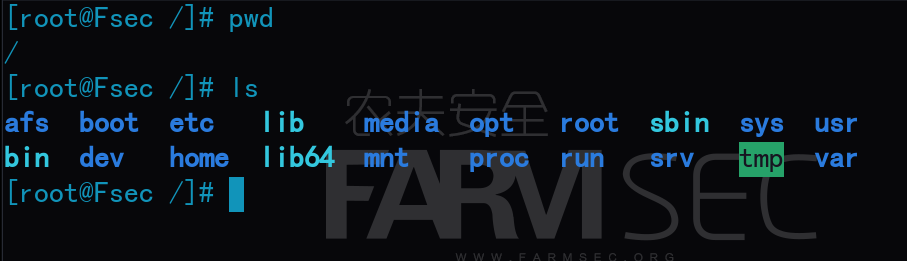 [root@Fsec /]# pwd
/
[root@Fsec /]# ls
afs boot etc lib media opt root sbin sys usr
bin dev home lib64 mnt proc run srv tmp var
[root@Fsec /]#
农夫安全
FARMSEC
WWW.FARMSEC.ORG